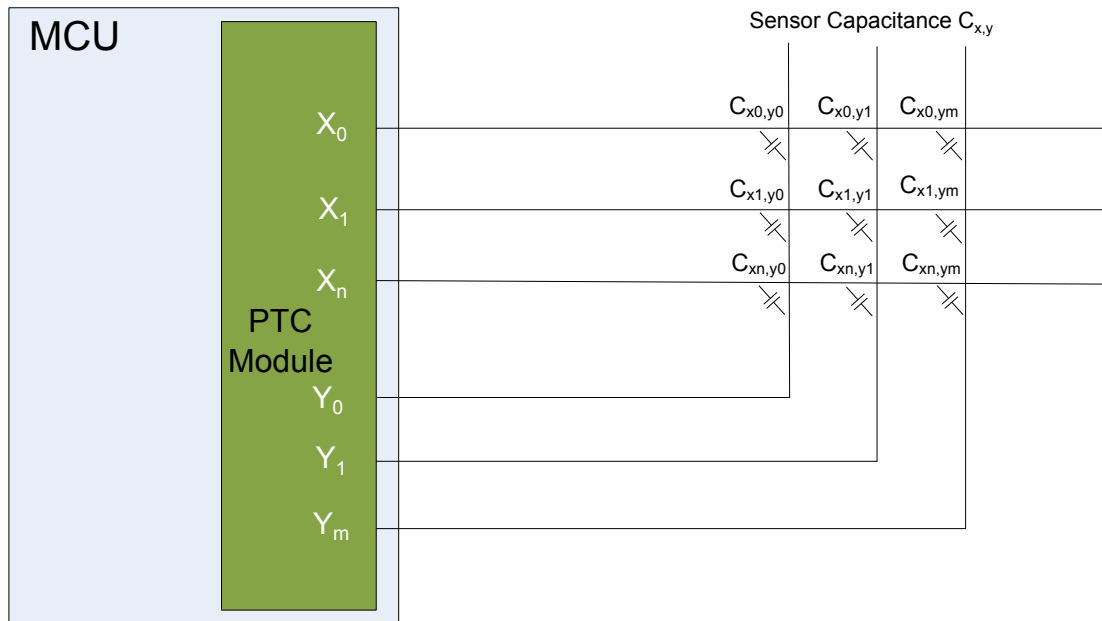 MCU
Sensor Capacitance Cx,y
X0
Cx0,y0 Cx0,y1 Cx0,ym
X1
Cx1,y0 Cx1,y1 Cx1,ym
Xn
Cxn,y0 Cxn,y1 Cxn,ym
PTC
Module
Y0
Y1
Ym